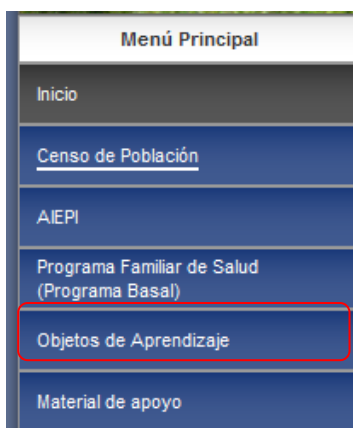 Menú Principal
Inicio
Censo de Población
AIEPI
Programa Familiar de Salud
(Programa Basal)
Objetos de Aprendizaje
Material de apoyo